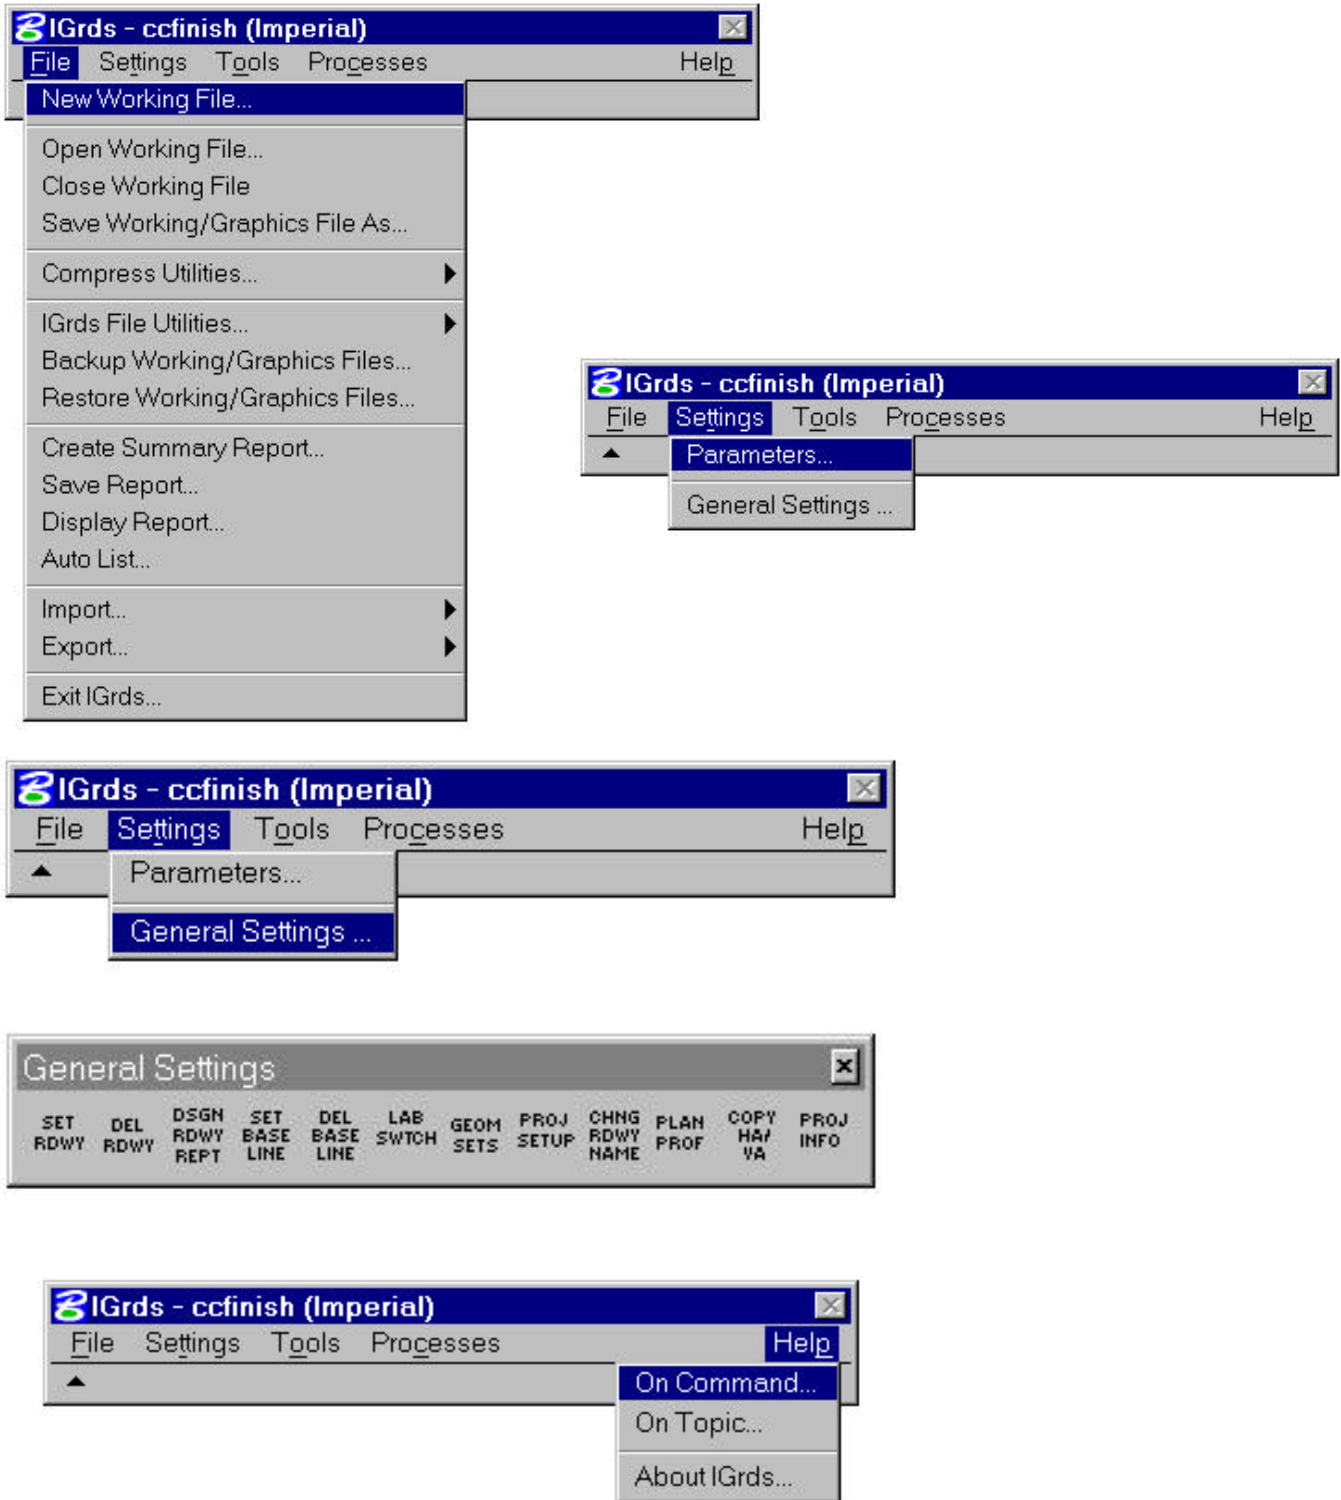 IGrds - ccfinish (Imperial)
File Settings Tools Processes Help
New Working File...
Open Working File...
Close Working File
Save Working/Graphics File As...
Compress Utilities...
IGrds File Utilities...
Backup Working/Graphics Files...
Restore Working/Graphics Files...
Create Summary Report...
Save Report...
Display Report...
Auto List...
Import...
Export...
Exit IGrds...
IGrds - ccfinish (Imperial)
File Settings Tools Processes Help
Parameters...
General Settings ...
IGrds - ccfinish (Imperial)
File Settings Tools Processes Help
Parameters...
General Settings ...
General Settings
SET
RDWY
DEL
RDWY
DSGN
RDWY
REPT
SET
BASE
LINE
DEL
BASE
LINE
LAB
SWTCH
GEOM
SETS
PROJ
SETUP
CHNG
RDWY
NAME
PLAN
PROF
COPY
HA/
VA
PROJ
INFO
IGrds - ccfinish (Imperial)
File Settings Tools Processes Help
On Command...
On Topic...
About IGrds...